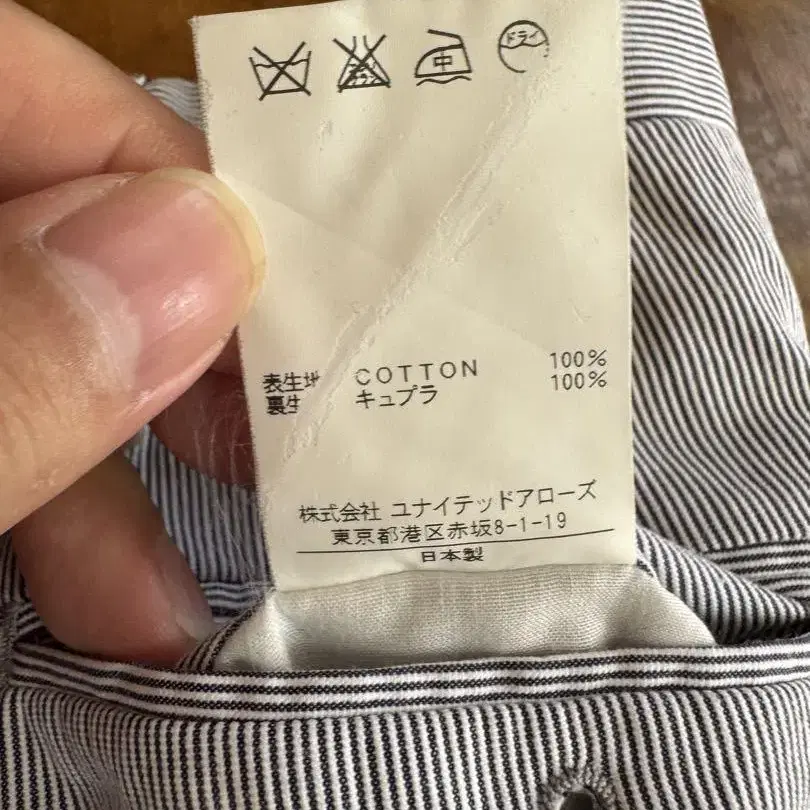 中 ドライ
表生地 COTTON 100%
裏生 キュプラ 100%
株式会社 ユナイテッドアローズ
東京都港区赤坂8-1-19
日本製